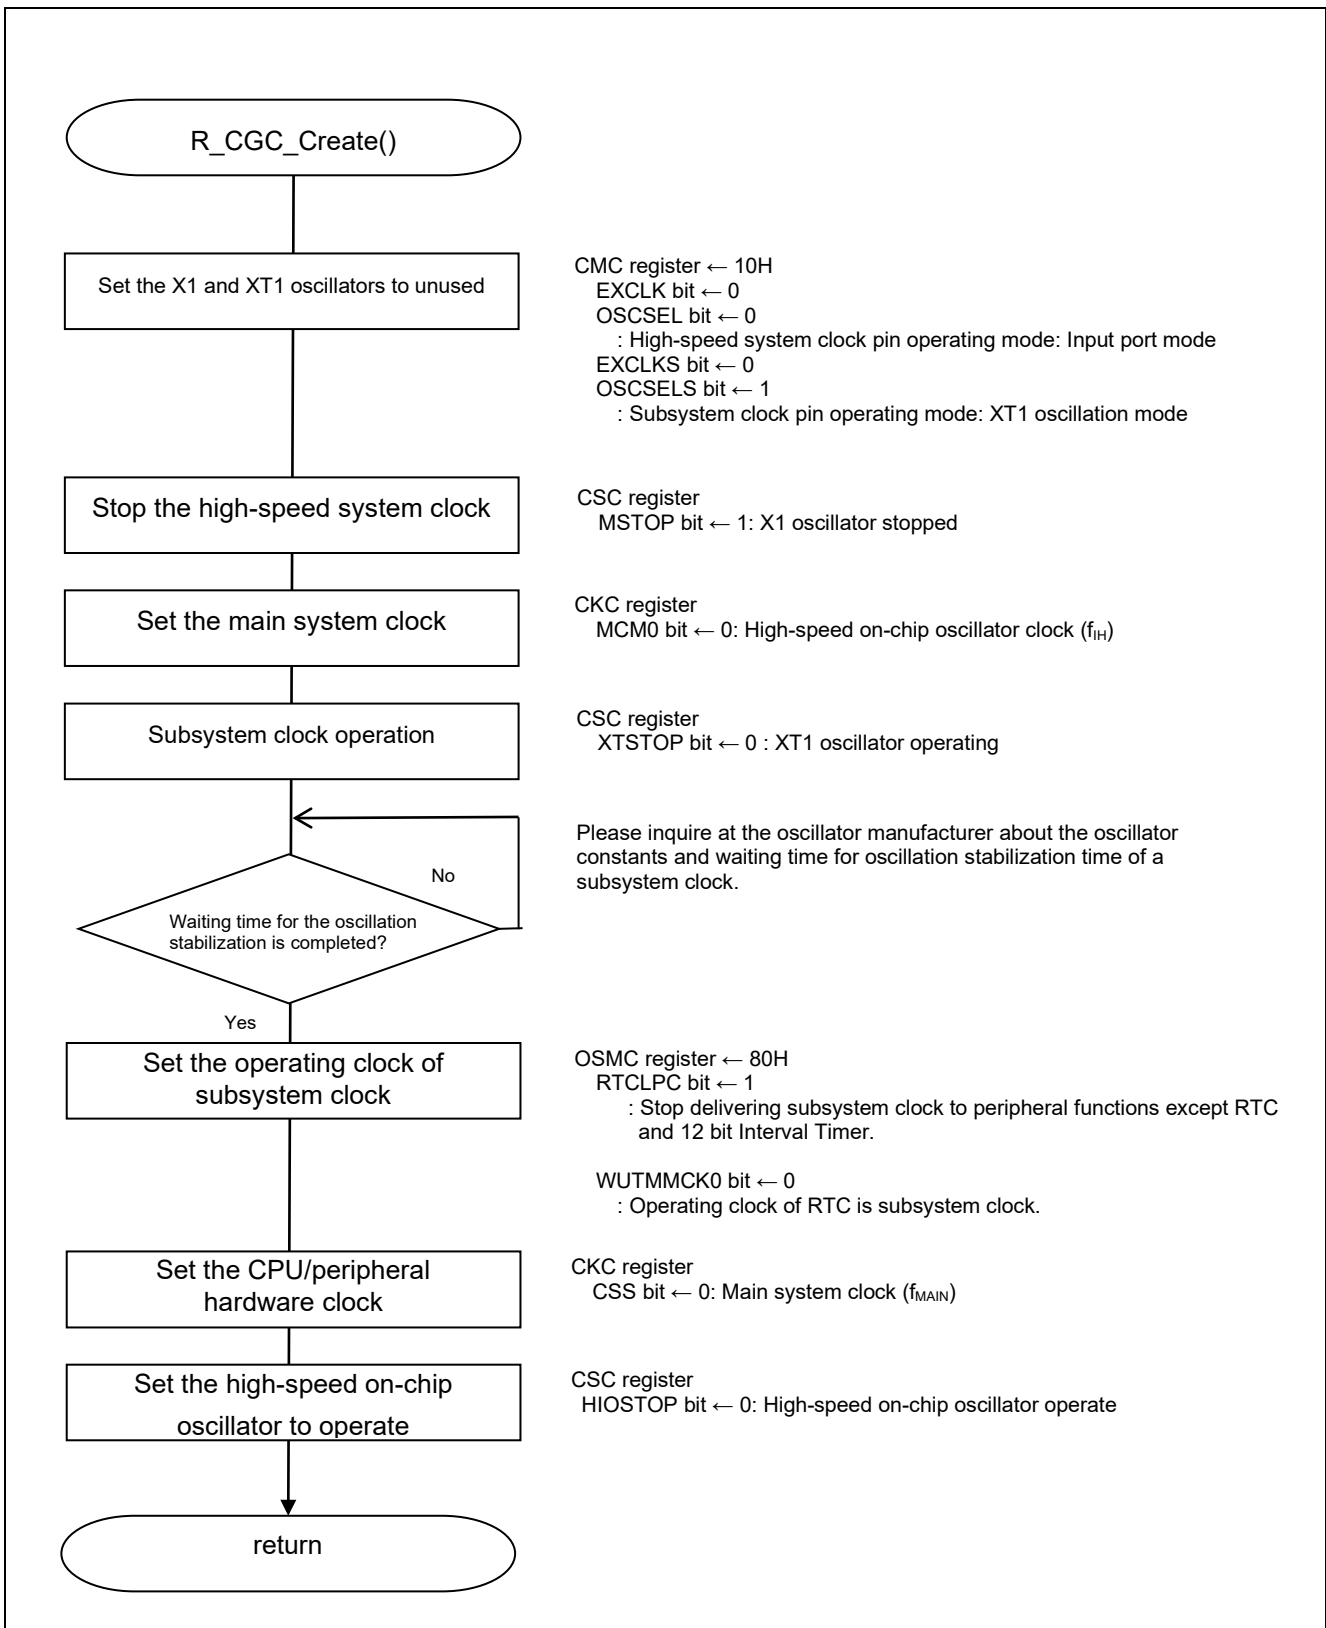 R_CGC_Create()
Set the X1 and XT1 oscillators to unused
CMC register ← 10H
EXCLK bit ← 0
OSCSEL bit ← 0
: High-speed system clock pin operating mode: Input port mode
EXCLKS bit ← 0
OSCSELS bit ← 1
: Subsystem clock pin operating mode: XT1 oscillation mode
Stop the high-speed system clock
CSC register
MSTOP bit ← 1: X1 oscillator stopped
Set the main system clock
CKC register
MCM0 bit ← 0: High-speed on-chip oscillator clock (fIH)
Subsystem clock operation
CSC register
XTSTOP bit ← 0 : XT1 oscillator operating
Please inquire at the oscillator manufacturer about the oscillator
constants and waiting time for oscillation stabilization time of a
subsystem clock.
No
Waiting time for the oscillation
stabilization is completed?
Yes
Set the operating clock of
subsystem clock
OSMC register ← 80H
RTCLPC bit ← 1
: Stop delivering subsystem clock to peripheral functions except RTC
and 12 bit Interval Timer.
WUTMMCK0 bit ← 0
: Operating clock of RTC is subsystem clock.
Set the CPU/peripheral
hardware clock
CKC register
CSS bit ← 0: Main system clock (fMAIN)
Set the high-speed on-chip
oscillator to operate
CSC register
HIOSTOP bit ← 0: High-speed on-chip oscillator operate
return